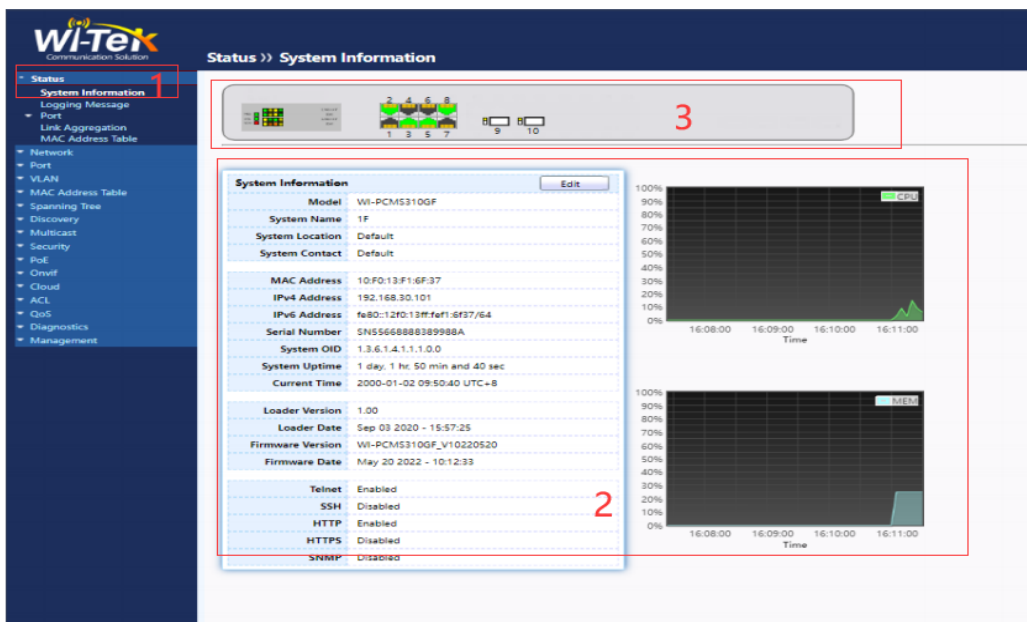 Wi-Tek
Communication Solution
Status >> System Information
Status
System Information
Logging Message
Port
Link Aggregation
MAC Address Table
Network
Port
VLAN
MAC Address Table
Spanning Tree
Discovery
Multicast
Security
PoE
Onvif
Cloud
ACL
QoS
Diagnostics
Management
1
2 4 6 8
1 3 5 7
8 8
9 10
3
System Information Edit
Model WI-PCMS310GF
System Name 1F
System Location Default
System Contact Default
MAC Address 10:F0:13:F1:6F:37
IPv4 Address 192.168.30.101
IPv6 Address fe80::12f0:13ff:fef1:6f37/64
Serial Number SN5566888838998​8A
System OID 1.3.6.1.4.1.1.1.0.0
System Uptime 1 day, 1 hr, 50 min and 40 sec
Current Time 2000-01-02 09:50:40 UTC+8
Loader Version 1.00
Loader Date Sep 03 2020 - 15:57:25
Firmware Version WI-PCMS310GF_V10220520
Firmware Date May 20 2022 - 10:12:33
Telnet Enabled
SSH Disabled
HTTP Enabled
HTTPS Disabled
SNMP Disabled
2
100%
90%
80%
70%
60%
50%
40%
30%
20%
10%
0%
CPU
16:08:00 16:09:00 16:10:00 16:11:00
Time
100%
90%
80%
70%
60%
50%
40%
30%
20%
10%
0%
MEM
16:08:00 16:09:00 16:10:00 16:11:00
Time